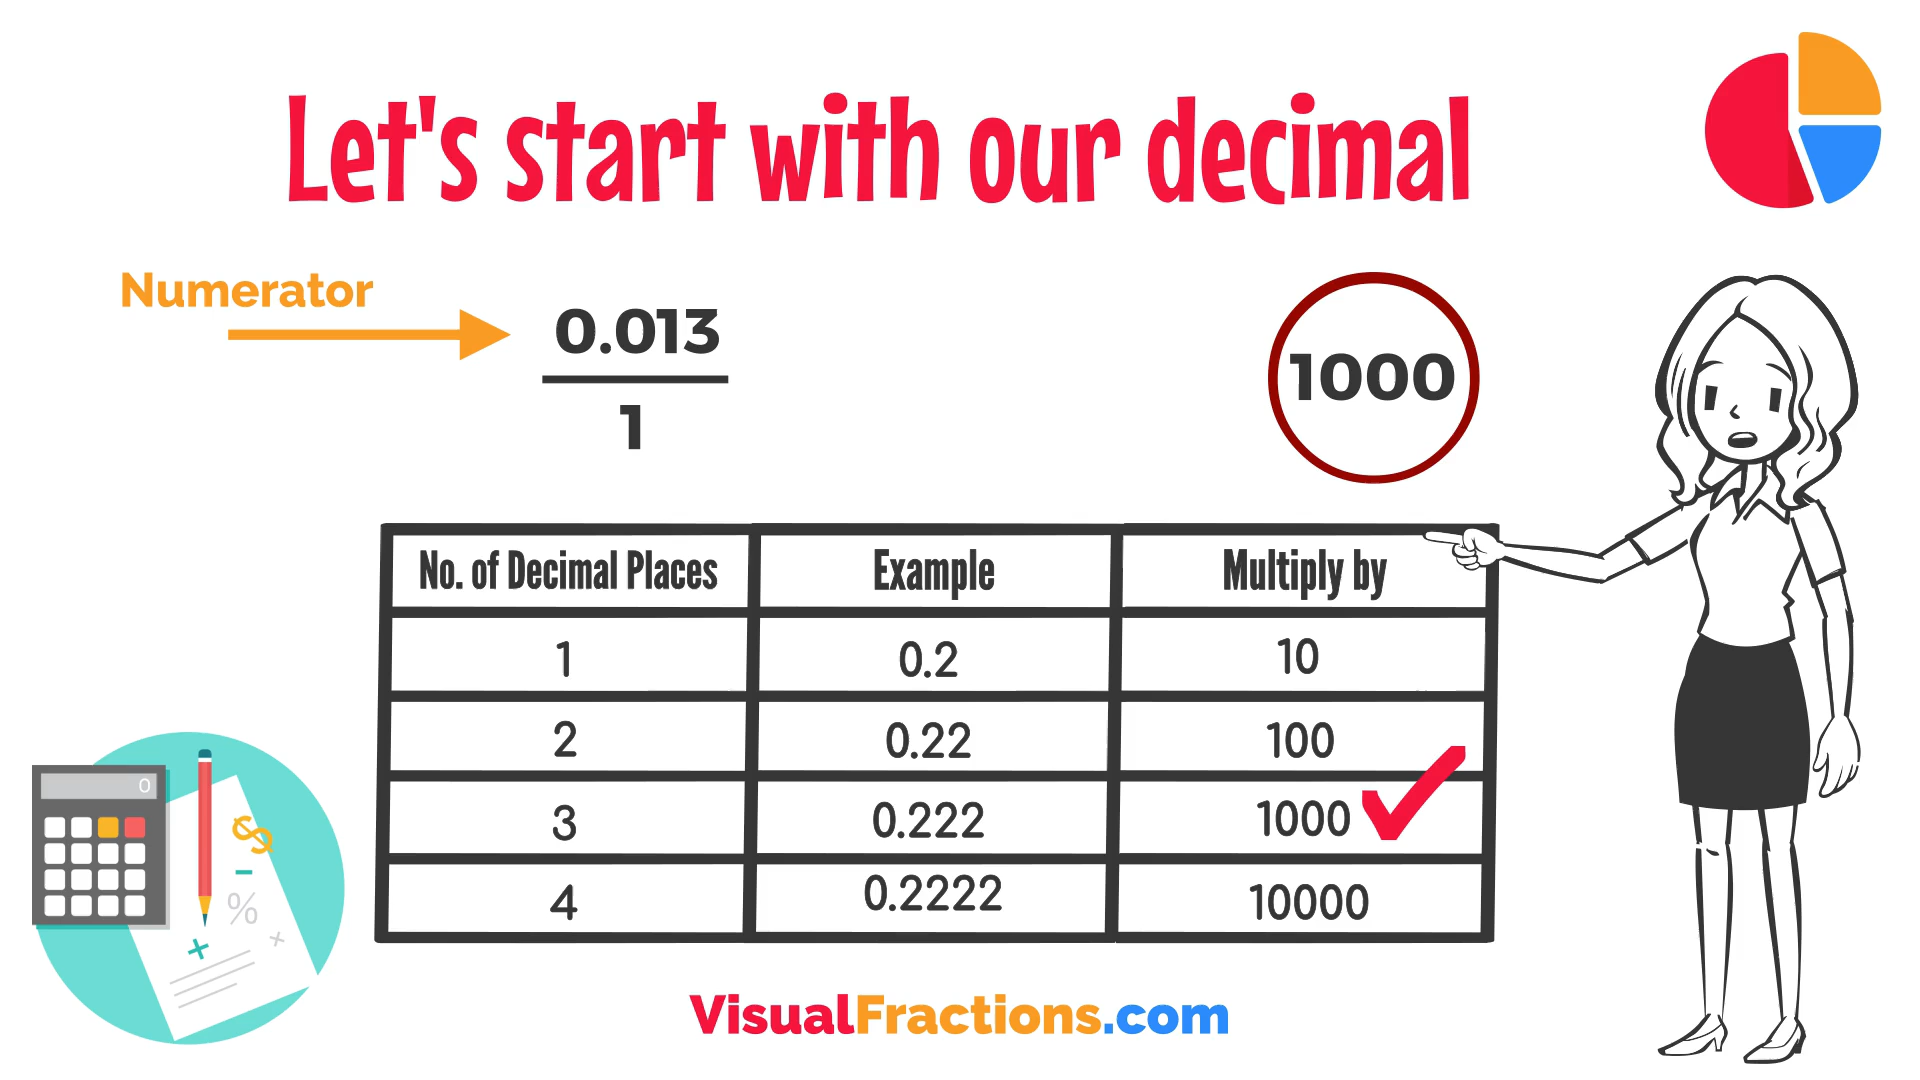 Let's start with our decimal
Numerator
0.013
1
1000
No. of Decimal Places Example Multiply by
1 0.2 10
2 0.22 100
3 0.222 1000
4 0.2222 10000
0
$
-
%
+
×
VisualFractions.com